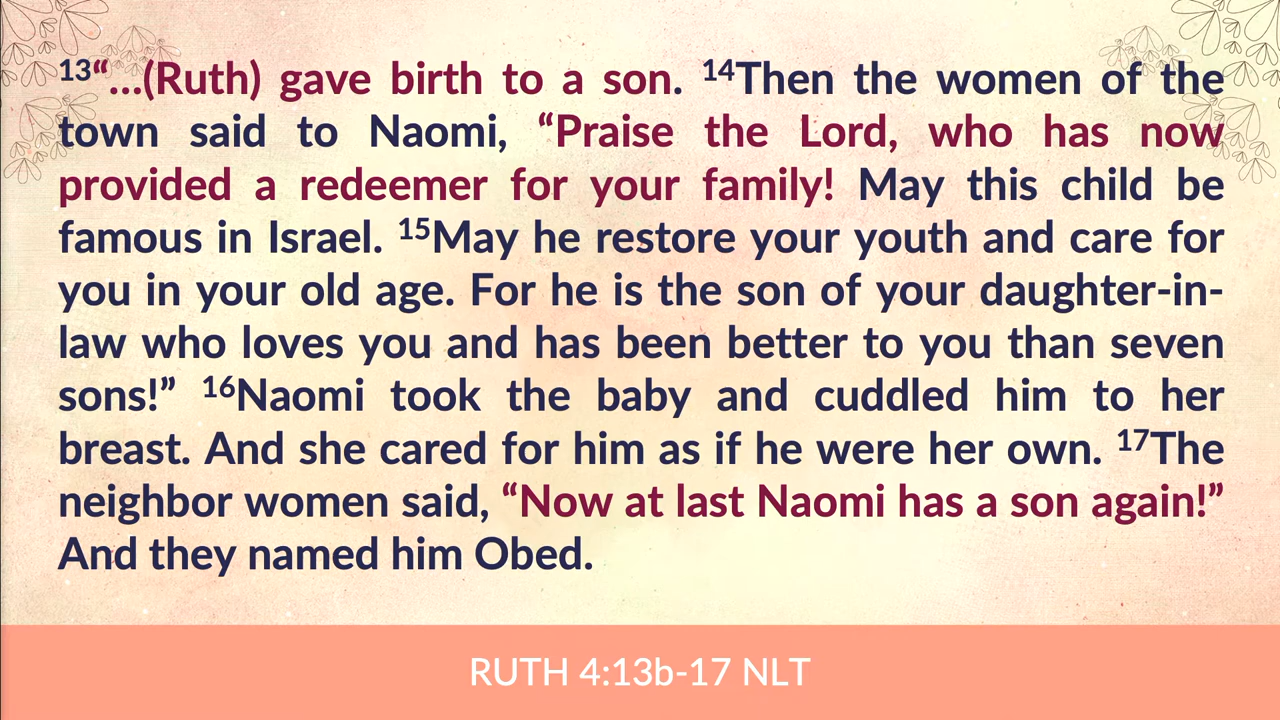 ¹³“…(Ruth) gave birth to a son. ¹⁴Then the women of the
town said to Naomi, “Praise the Lord, who has now
provided a redeemer for your family! May this child be
famous in Israel. ¹⁵May he restore your youth and care for
you in your old age. For he is the son of your daughter-in-
law who loves you and has been better to you than seven
sons!” ¹⁶Naomi took the baby and cuddled him to her
breast. And she cared for him as if he were her own. ¹⁷The
neighbor women said, “Now at last Naomi has a son again!”
And they named him Obed.
RUTH 4:13b-17 NLT